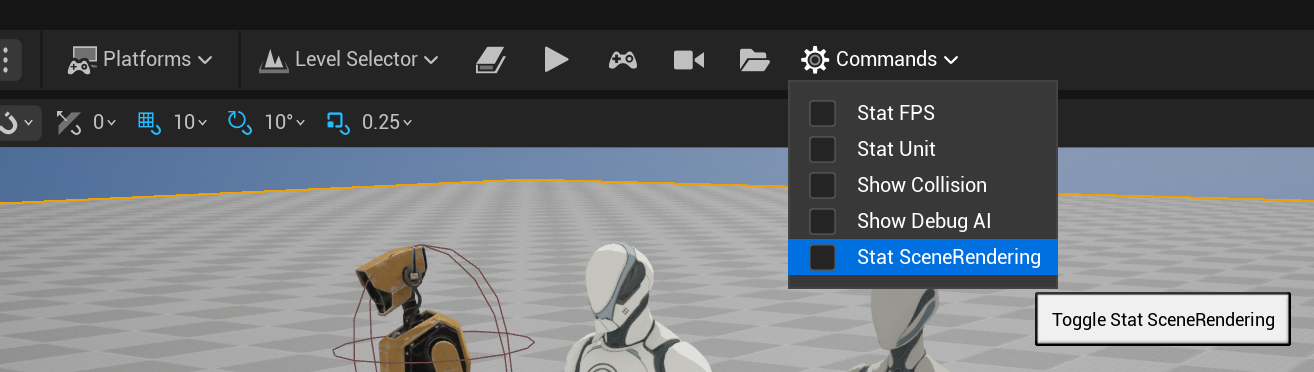 Platforms
Level Selector
Commands
0
10
10°
0.25
Stat FPS
Stat Unit
Show Collision
Show Debug AI
Stat SceneRendering
Toggle Stat SceneRendering